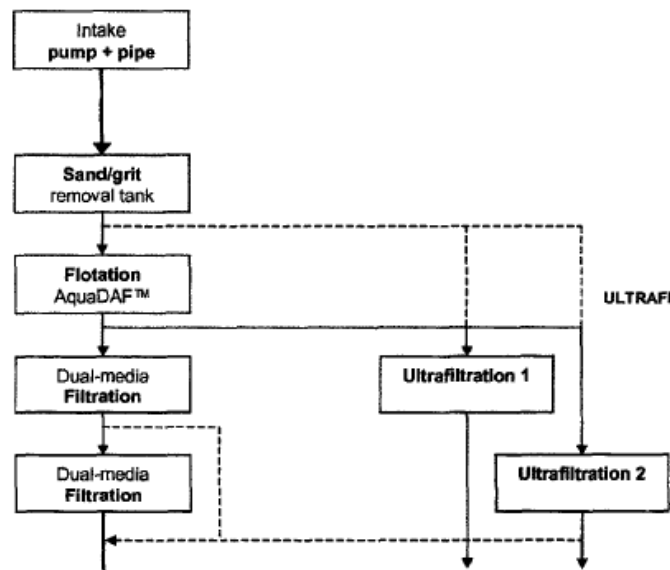 Intake
pump + pipe
Sand/grit
removal tank
Flotation
AquaDAF™
ULTRAFI
Dual-media
Filtration
Ultrafiltration 1
Dual-media
Filtration
Ultrafiltration 2